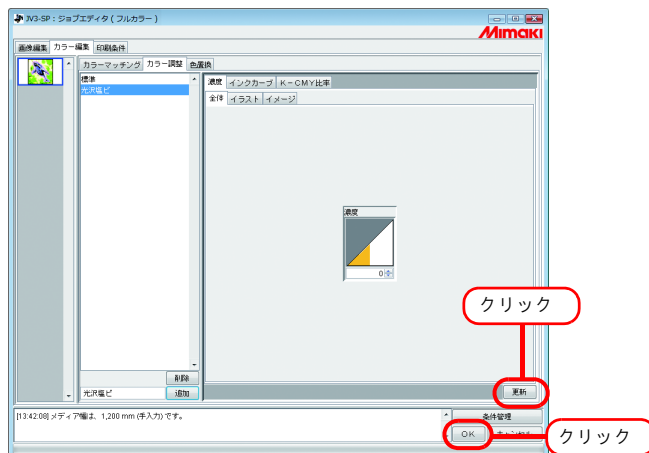 JV3-SP：ジョブエディタ ( フルカラー )
Mimaki
画像編集 カラー編集 印刷条件
カラーマッチング カラー調整 色置換
標準
光沢塩ビ
濃度 インクカーブ K－CMY比率
全体 イラスト イメージ
濃度
0
クリック
削除
光沢塩ビ 追加
更新
[13:42:08] メディア幅は、1,200 mm (手入力) です。
条件管理
OK キャンセル
クリック